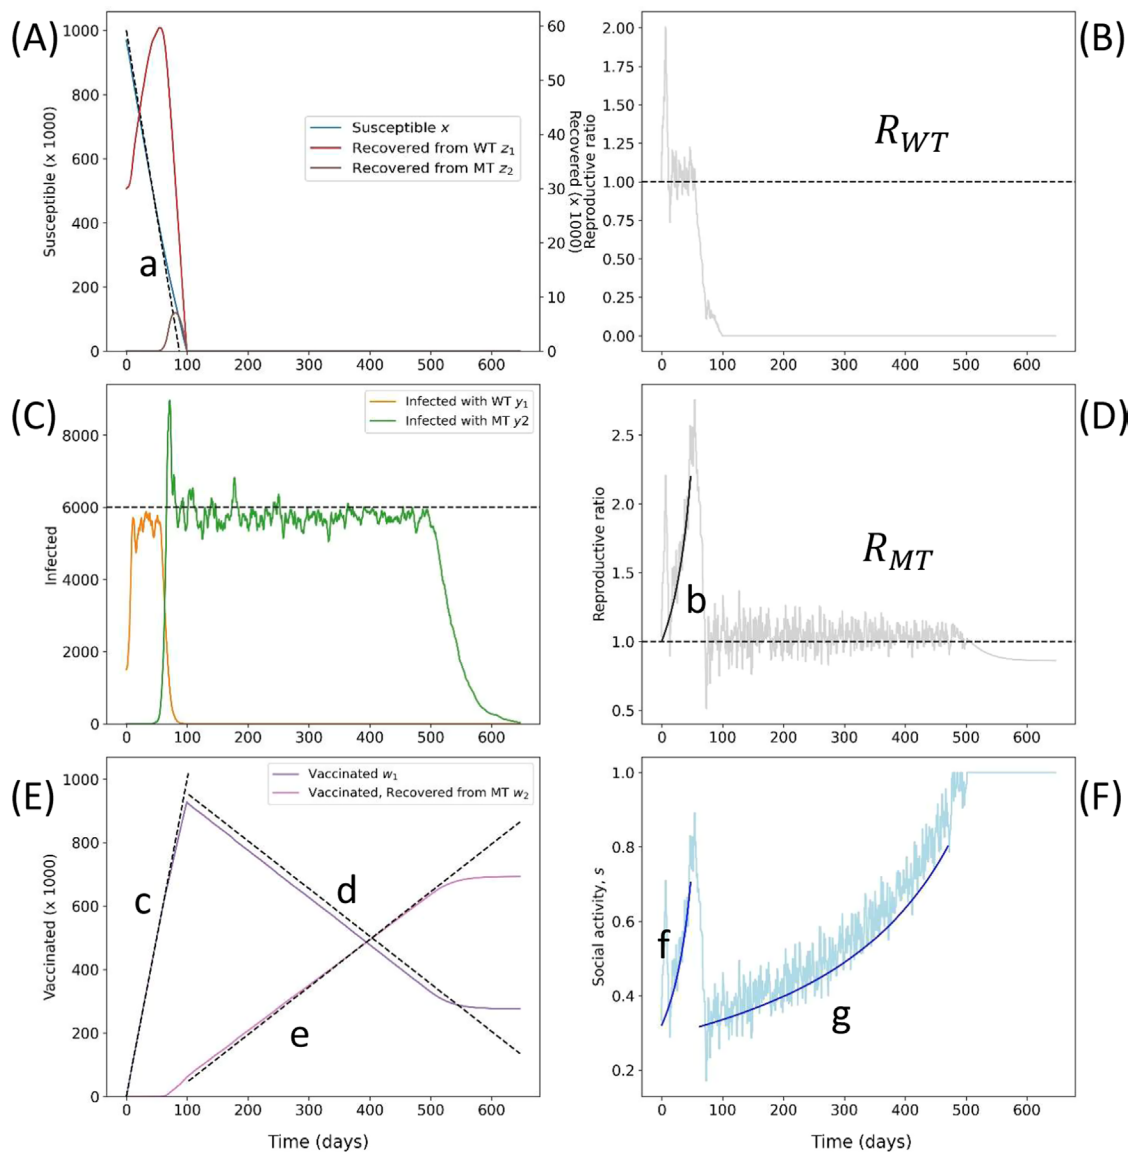 (A)
1000
800
600
400
200
0
Susceptible (x 1000)
60
50
40
30
20
10
0
Recovered (x 1000)
Susceptible x
Recovered from WT z1
Recovered from MT z2
a
0 100 200 300 400 500 600
(B)
2.00
1.75
1.50
1.25
1.00
0.75
0.50
0.25
0.00
Reproductive ratio
R_WT
0 100 200 300 400 500 600
(C)
8000
6000
4000
2000
0
Infected
Infected with WT y1
Infected with MT y2
0 100 200 300 400 500 600
(D)
2.5
2.0
1.5
1.0
0.5
Reproductive ratio
R_MT
b
0 100 200 300 400 500 600
(E)
1000
800
600
400
200
0
Vaccinated (x 1000)
Vaccinated w1
Vaccinated, Recovered from MT w2
c
d
e
0 100 200 300 400 500 600
Time (days)
(F)
1.0
0.8
0.6
0.4
0.2
Social activity, s
f
g
0 100 200 300 400 500 600
Time (days)